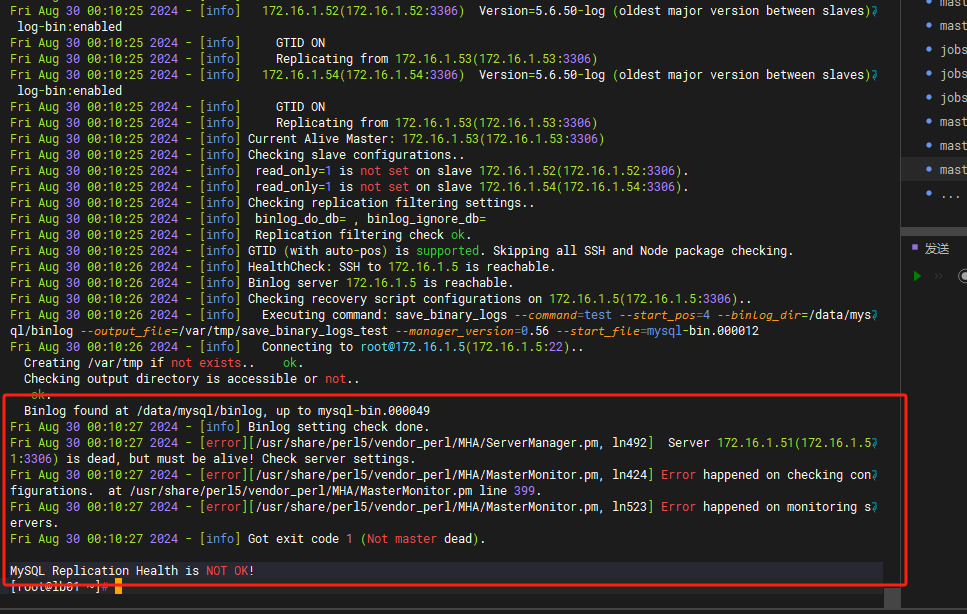 Fri Aug 30 00:10:25 2024 - [info]   172.16.1.52(172.16.1.52:3306)  Version=5.6.50-log (oldest major version between slaves)
log-bin:enabled
Fri Aug 30 00:10:25 2024 - [info]     GTID ON
Fri Aug 30 00:10:25 2024 - [info]     Replicating from 172.16.1.53(172.16.1.53:3306)
Fri Aug 30 00:10:25 2024 - [info]   172.16.1.54(172.16.1.54:3306)  Version=5.6.50-log (oldest major version between slaves)
log-bin:enabled
Fri Aug 30 00:10:25 2024 - [info]     GTID ON
Fri Aug 30 00:10:25 2024 - [info]     Replicating from 172.16.1.53(172.16.1.53:3306)
Fri Aug 30 00:10:25 2024 - [info] Current Alive Master: 172.16.1.53(172.16.1.53:3306)
Fri Aug 30 00:10:25 2024 - [info] Checking slave configurations..
Fri Aug 30 00:10:25 2024 - [info]  read_only=1 is not set on slave 172.16.1.52(172.16.1.52:3306).
Fri Aug 30 00:10:25 2024 - [info]  read_only=1 is not set on slave 172.16.1.54(172.16.1.54:3306).
Fri Aug 30 00:10:25 2024 - [info] Checking replication filtering settings..
Fri Aug 30 00:10:25 2024 - [info]  binlog_do_db= , binlog_ignore_db=
Fri Aug 30 00:10:25 2024 - [info]  Replication filtering check ok.
Fri Aug 30 00:10:25 2024 - [info] GTID (with auto-pos) is supported. Skipping all SSH and Node package checking.
Fri Aug 30 00:10:26 2024 - [info] HealthCheck: SSH to 172.16.1.5 is reachable.
Fri Aug 30 00:10:26 2024 - [info] Binlog server 172.16.1.5 is reachable.
Fri Aug 30 00:10:26 2024 - [info] Checking recovery script configurations on 172.16.1.5(172.16.1.5:3306)..
Fri Aug 30 00:10:26 2024 - [info]   Executing command: save_binary_logs --command=test --start_pos=4 --binlog_dir=/data/mys
ql/binlog --output_file=/var/tmp/save_binary_logs_test --manager_version=0.56 --start_file=mysql-bin.000012
Fri Aug 30 00:10:26 2024 - [info]   Connecting to root@172.16.1.5(172.16.1.5:22)..
Creating /var/tmp if not exists..    ok.
Checking output directory is accessible or not..
ok.
Binlog found at /data/mysql/binlog, up to mysql-bin.000049
Fri Aug 30 00:10:27 2024 - [info] Binlog setting check done.
Fri Aug 30 00:10:27 2024 - [error][/usr/share/perl5/vendor_perl/MHA/ServerManager.pm, ln492]  Server 172.16.1.51(172.16.1.5
1:3306) is dead, but must be alive! Check server settings.
Fri Aug 30 00:10:27 2024 - [error][/usr/share/perl5/vendor_perl/MHA/MasterMonitor.pm, ln424] Error happened on checking con
figurations.  at /usr/share/perl5/vendor_perl/MHA/MasterMonitor.pm line 399.
Fri Aug 30 00:10:27 2024 - [error][/usr/share/perl5/vendor_perl/MHA/MasterMonitor.pm, ln523] Error happened on monitoring s
ervers.
Fri Aug 30 00:10:27 2024 - [info] Got exit code 1 (Not master dead).
MySQL Replication Health is NOT OK!
[root@lb01 ~]#
mast
mast
jobs
jobs
jobs
mast
mast
mast
...
发送